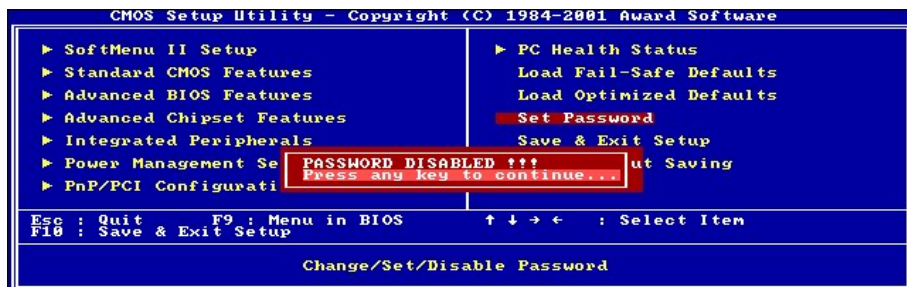 CMOS Setup Utility - Copyright (C) 1984-2001 Award Software
► SoftMenu II Setup
► Standard CMOS Features
► Advanced BIOS Features
► Advanced Chipset Features
► Integrated Peripherals
► Power Management Se
► PnP/PCI Configurati
► PC Health Status
Load Fail-Safe Defaults
Load Optimized Defaults
Set Password
Save & Exit Setup
ut Saving
PASSWORD DISABLED !!!
Press any key to continue...
Esc : Quit F9 : Menu in BIOS ↑ ↓ → ← : Select Item
F10 : Save & Exit Setup
Change/Set/Disable Password